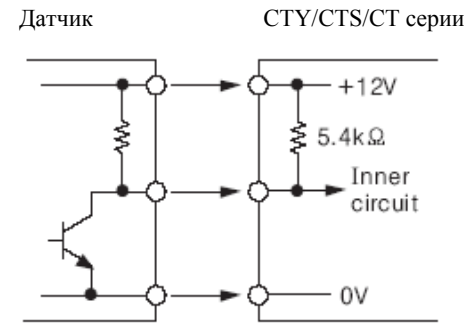 Датчик CTY/CTS/CT серии
+12V
5.4kΩ
Inner
circuit
0V